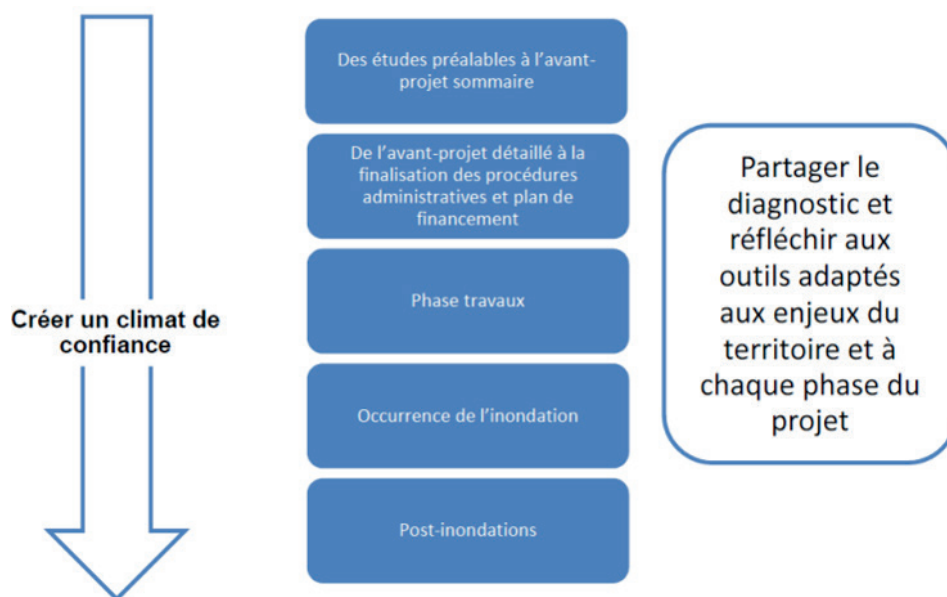 Des études préalables à l'avant-
projet sommaire
De l'avant-projet détaillé à la
finalisation des procédures
administratives et plan de
financement
Phase travaux
Occurrence de l'inondation
Post-inondations
Créer un climat de
confiance
Partager le
diagnostic et
réfléchir aux
outils adaptés
aux enjeux du
territoire et à
chaque phase du
projet